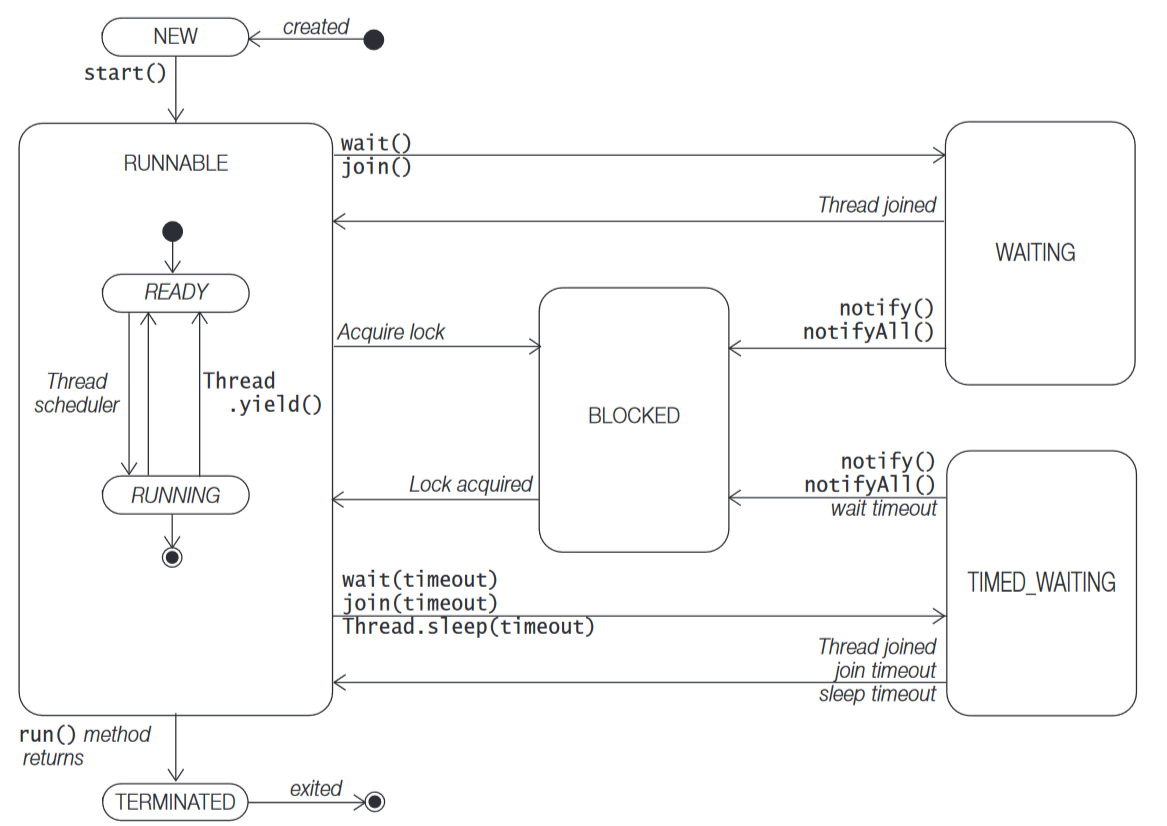 NEW
created
start()
RUNNABLE
wait()
join()
Thread joined
WAITING
READY
notify()
notifyAll()
Acquire lock
Thread
scheduler
Thread
.yield()
BLOCKED
RUNNING
Lock acquired
notify()
notifyAll()
wait timeout
wait(timeout)
join(timeout)
Thread.sleep(timeout)
TIMED_WAITING
Thread joined
join timeout
sleep timeout
run() method
returns
TERMINATED
exited